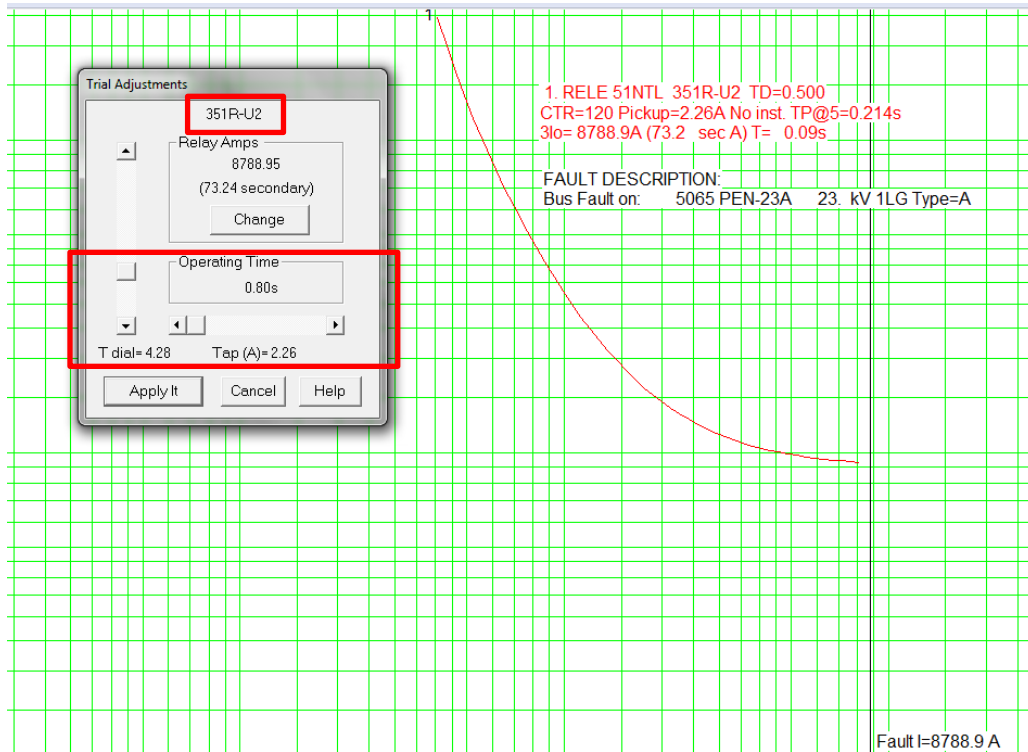 1
Trial Adjustments
351R-U2
Relay Amps
8788.95
(73.24 secondary)
Change
Operating Time
0.80s
T dial= 4.28 Tap (A)= 2.26
Apply It Cancel Help
1. RELE 51NTL 351R-U2 TD=0.500
CTR=120 Pickup=2.26A No inst. TP@5=0.214s
3Io= 8788.9A (73.2 sec A) T= 0.09s
FAULT DESCRIPTION:
Bus Fault on: 5065 PEN-23A 23. kV 1LG Type=A
Fault I=8788.9 A